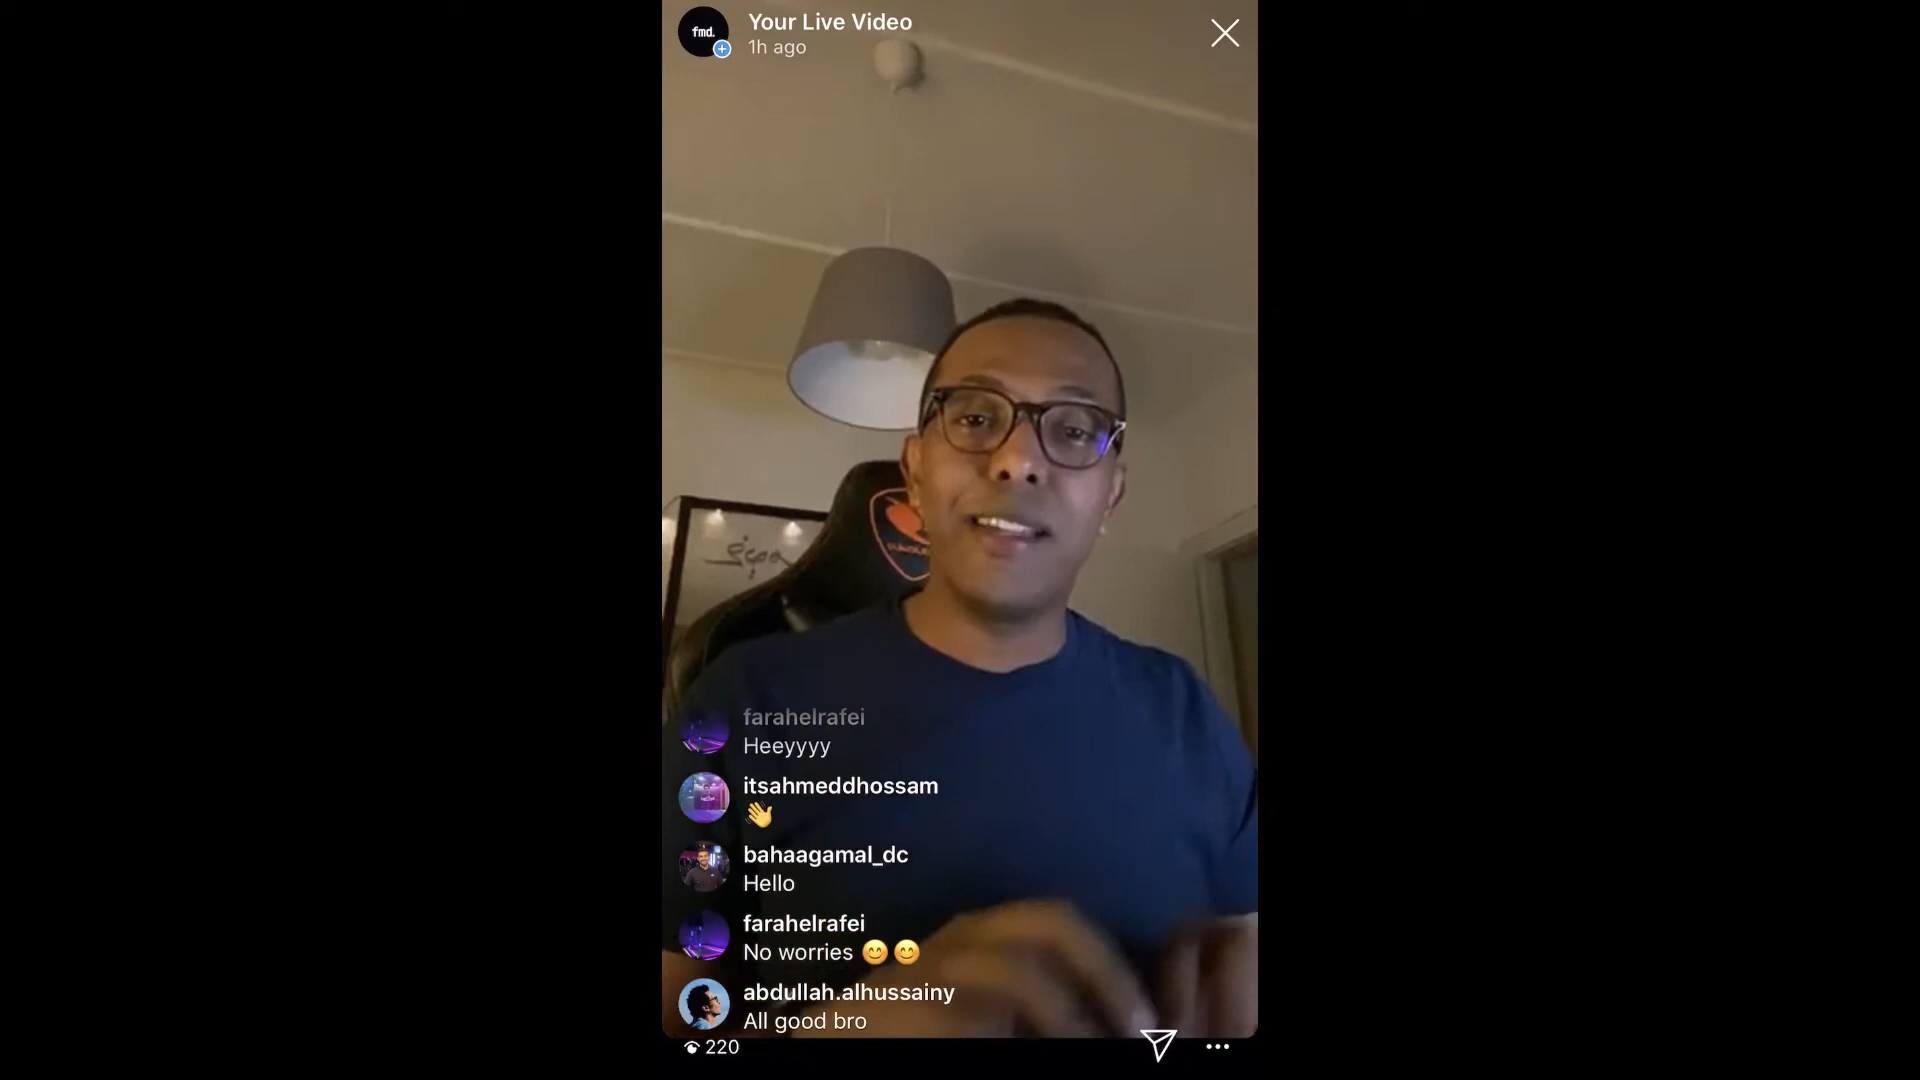 fmd.
Your Live Video
1h ago
farahelrafei
Heeyyyy
itsahmeddhossam
👋
bahaagamal_dc
Hello
farahelrafei
No worries 😊 😊
abdullah.alhussainy
All good bro
220